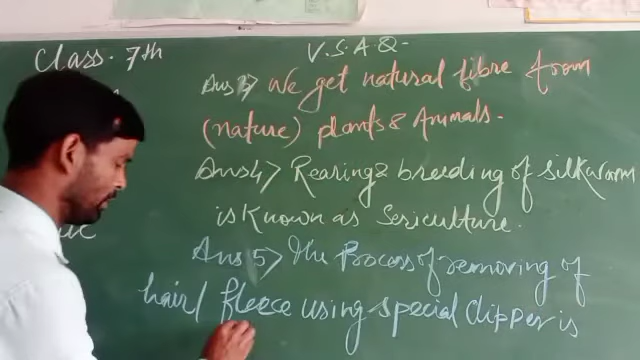 Class. 7th
V.S.A.Q-
Ans 3> We get natural fibre from
(nature) plants & Animals.
Ans 4> Rearing & breeding of silkworm
is known as Sericulture.
Ans 5> The Process of removing of
hair/ fleece using special clipper is